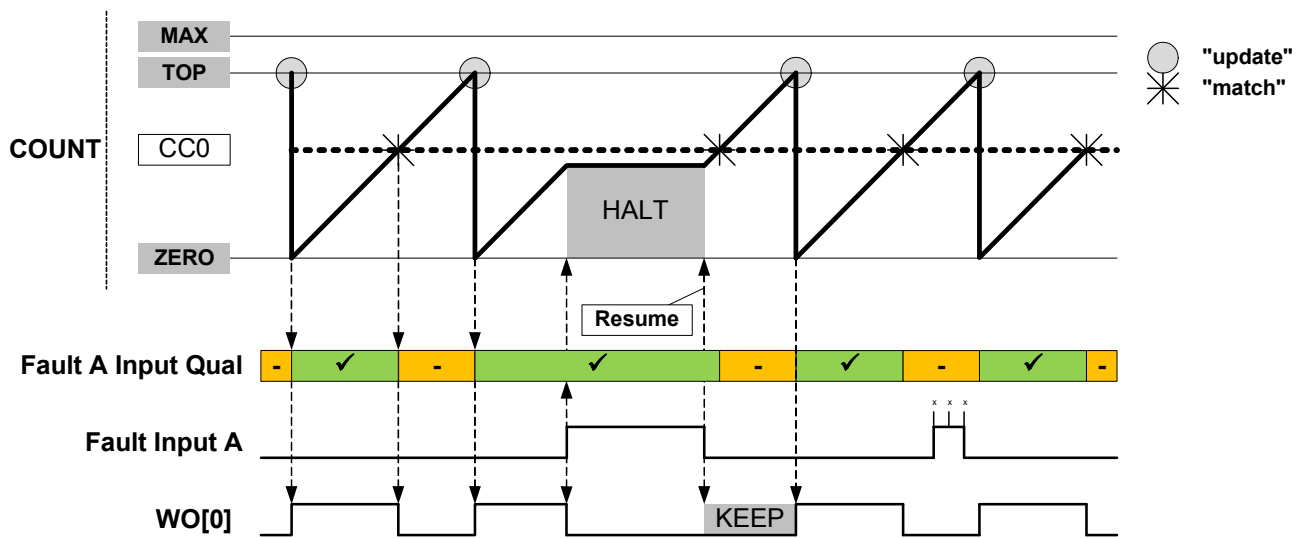 MAX
TOP
"update"
"match"
COUNT
CC0
HALT
ZERO
Resume
Fault A Input Qual
- ✓ - ✓ - ✓ - ✓ -
x x x
Fault Input A
WO[0]
KEEP